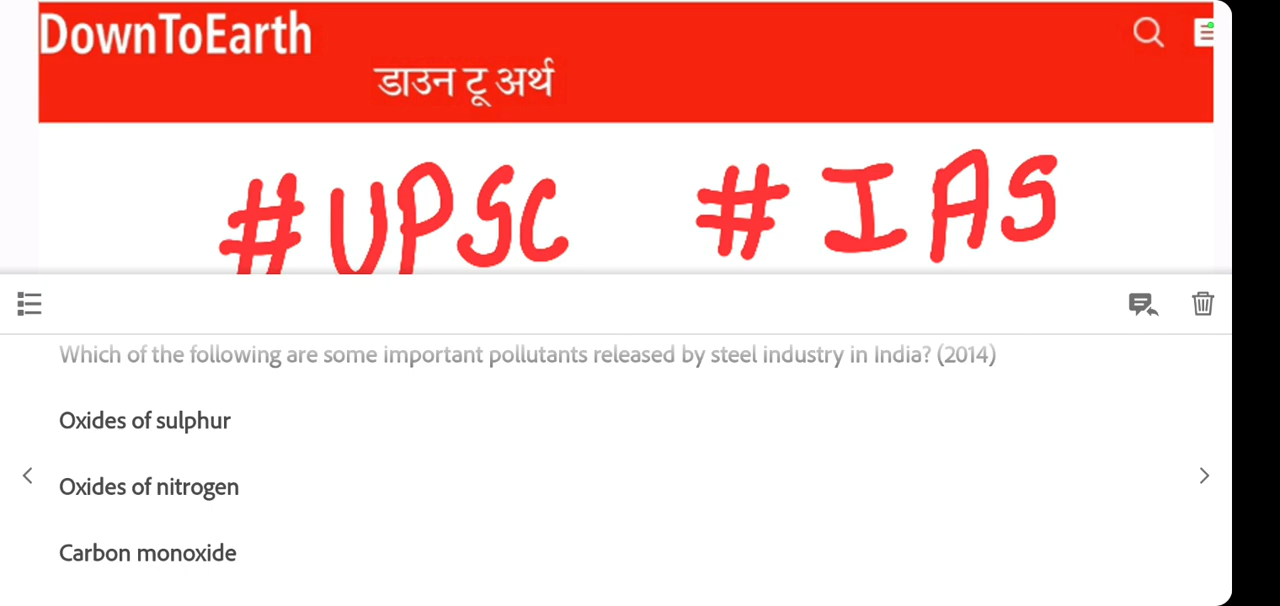 DownToEarth
डाउन टू अर्थ
#UPSC #IAS
Which of the following are some important pollutants released by steel industry in India? (2014)
Oxides of sulphur
Oxides of nitrogen
Carbon monoxide